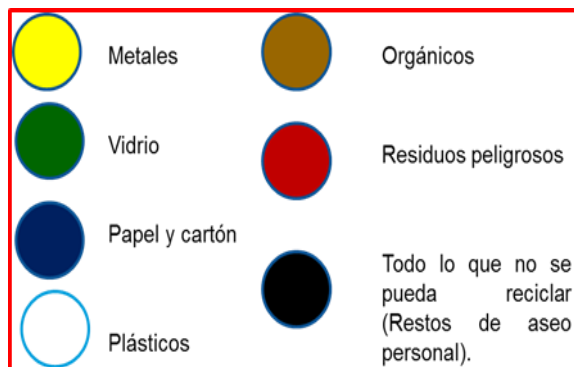 Metales
Vidrio
Papel y cartón
Plásticos
Orgánicos
Residuos peligrosos
Todo lo que no se
pueda reciclar
(Restos de aseo
personal).